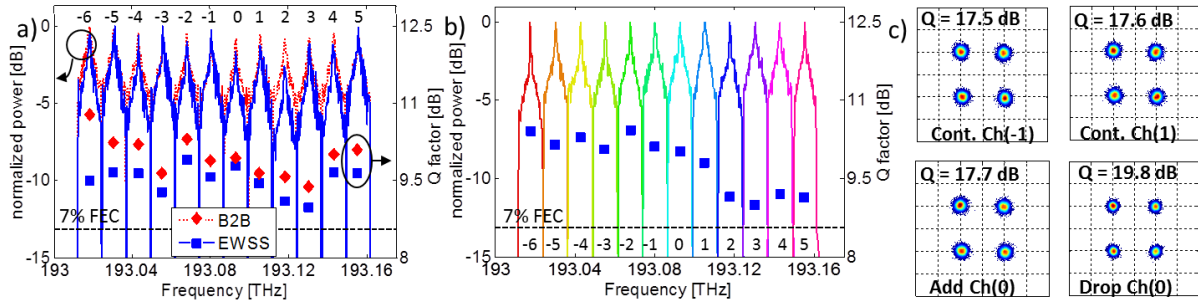 a)
-6 -5 -4 -3 -2 -1 0 1 2 3 4 5
0
-5
-10
-15
normalized power [dB]
12.5
11
9.5
8
Q factor [dB]
7% FEC
B2B
EWSS
193 193.04 193.08 193.12 193.16
Frequency [THz]
b)
0
-5
-10
-15
normalized power [dB]
12.5
11
9.5
8
Q factor [dB]
7% FEC
-6 -5 -4 -3 -2 -1 0 1 2 3 4 5
193 193.04 193.08 193.12 193.16
Frequency [THz]
c)
Q = 17.5 dB
Cont. Ch(-1)
Q = 17.6 dB
Cont. Ch(1)
Q = 17.7 dB
Add Ch(0)
Q = 19.8 dB
Drop Ch(0)